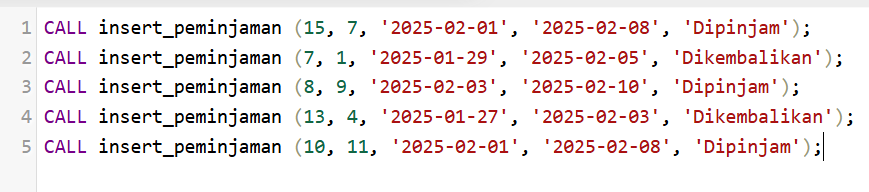 1 CALL insert_peminjaman (15, 7, '2025-02-01', '2025-02-08', 'Dipinjam');
2 CALL insert_peminjaman (7, 1, '2025-01-29', '2025-02-05', 'Dikembalikan');
3 CALL insert_peminjaman (8, 9, '2025-02-03', '2025-02-10', 'Dipinjam');
4 CALL insert_peminjaman (13, 4, '2025-01-27', '2025-02-03', 'Dikembalikan');
5 CALL insert_peminjaman (10, 11, '2025-02-01', '2025-02-08', 'Dipinjam');